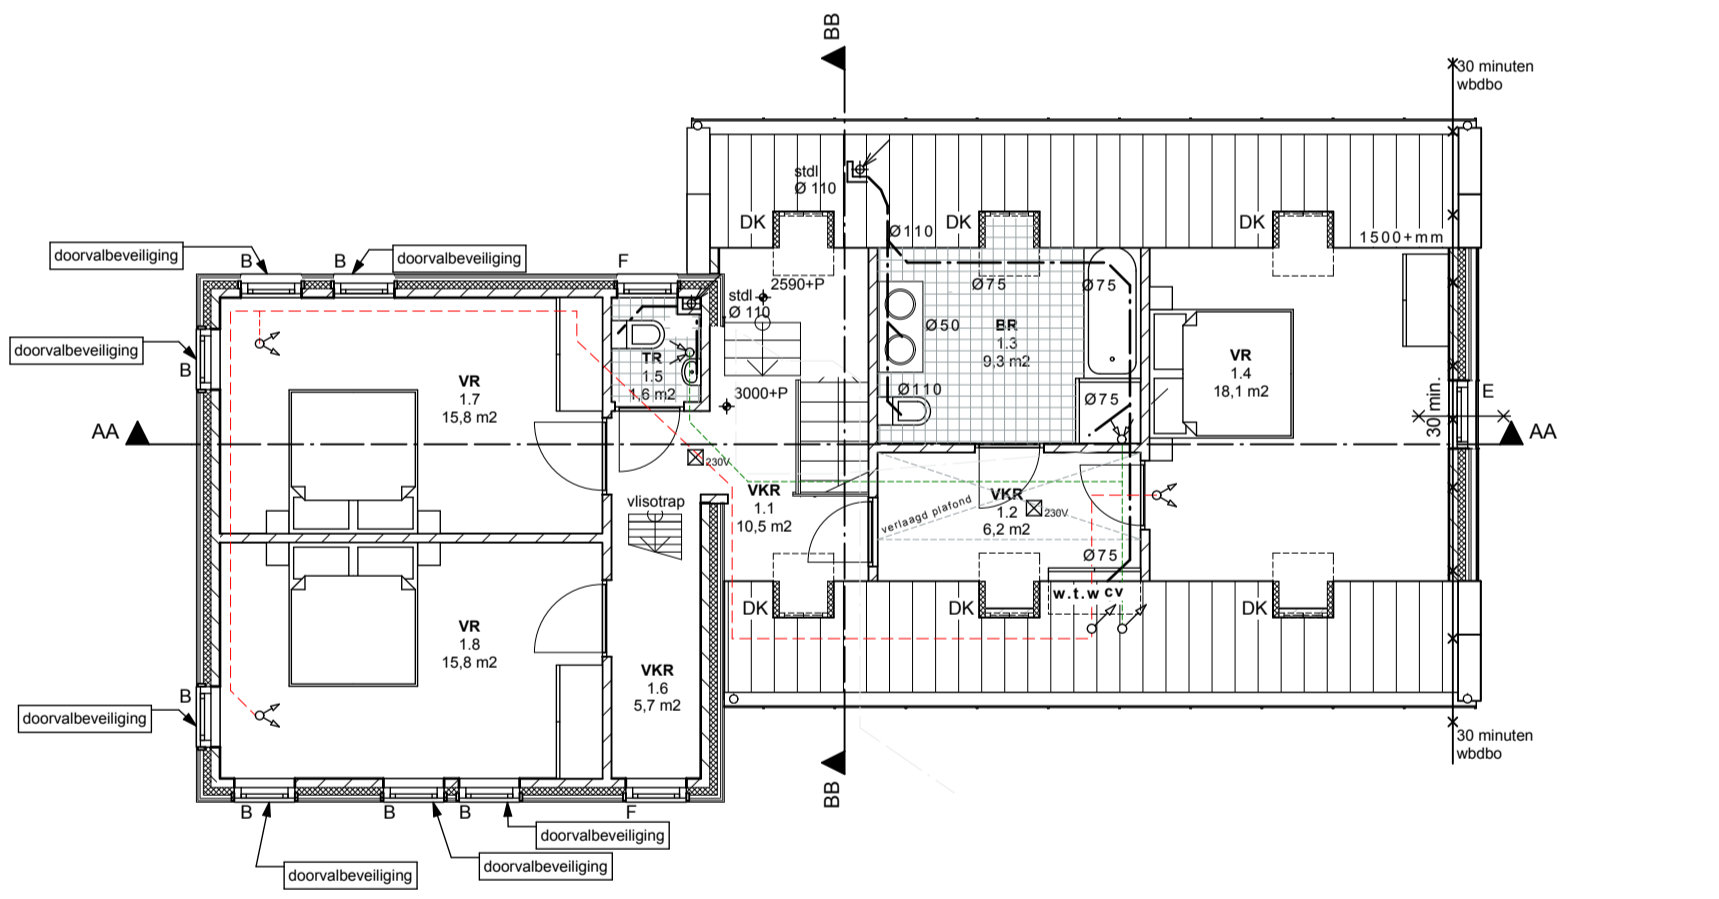 BB
30 minuten
wbdbo
stdl
Ø 110
DK
DK
DK
Ø110
1500+mm
doorvalbeveiliging
B
B
doorvalbeveiliging
F
2590+P
Ø75
Ø75
stdl
Ø 110
Ø50
BR
1.3
9,3 m2
doorvalbeveiliging
B
TR
1.5
1,6 m2
VR
1.7
15,8 m2
3000+P
Ø110
Ø75
VR
1.4
18,1 m2
E
30 min.
AA
AA
230V
vlisotrap
VKR
1.1
10,5 m2
verlaagd plafond
VKR
1.2
6,2 m2
230V
Ø75
w.t.w
cv
DK
DK
DK
VR
1.8
15,8 m2
VKR
1.6
5,7 m2
B
doorvalbeveiliging
30 minuten
wbdbo
BB
B
B
B
F
doorvalbeveiliging
doorvalbeveiliging
doorvalbeveiliging